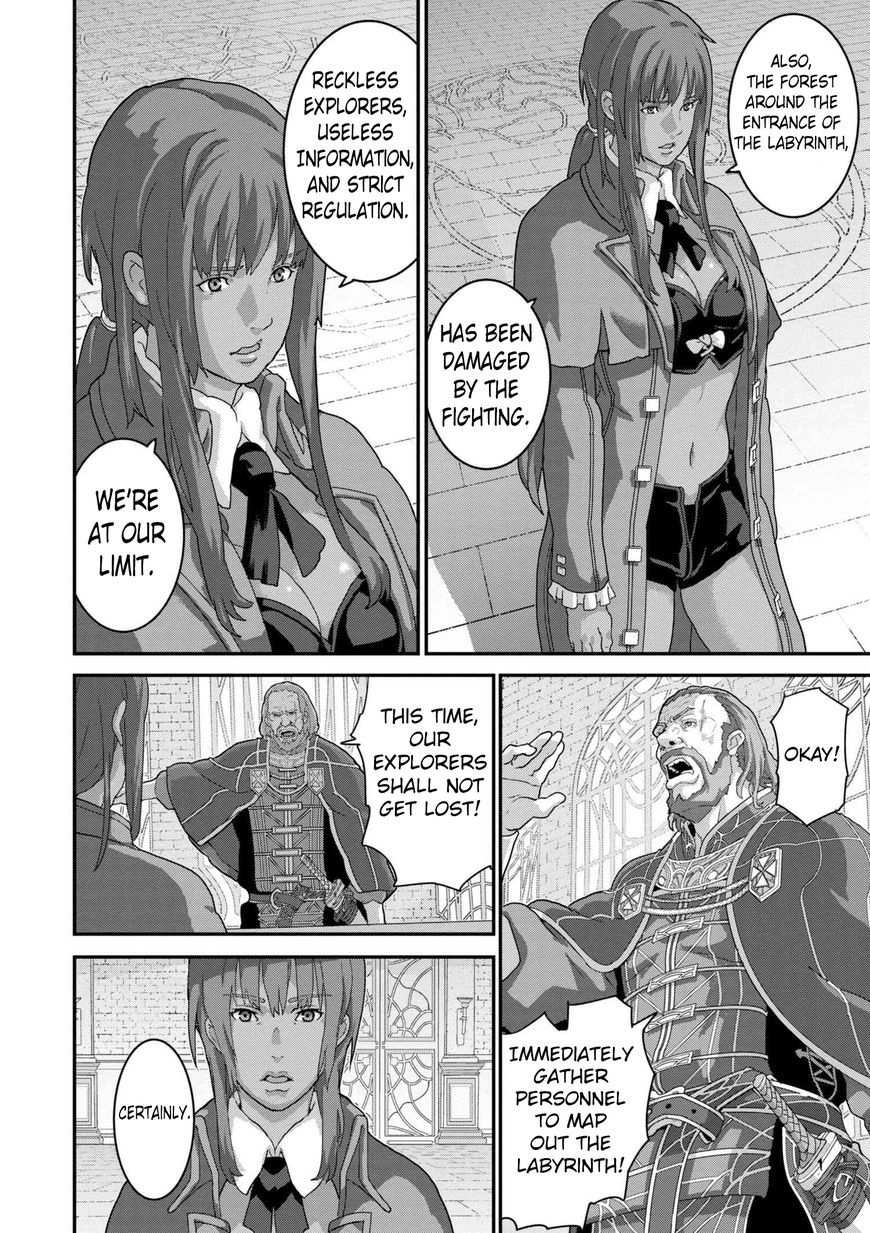 ALSO,
THE FOREST
AROUND THE
ENTRANCE OF
THE LABYRINTH,
HAS BEEN
DAMAGED
BY THE
FIGHTING.
RECKLESS
EXPLORERS,
USELESS
INFORMATION,
AND STRICT
REGULATION.
WE'RE
AT OUR
LIMIT.
OKAY!
IMMEDIATELY
GATHER
PERSONNEL
TO MAP
OUT THE
LABYRINTH!
THIS TIME,
OUR
EXPLORERS
SHALL NOT
GET LOST!
CERTAINLY.